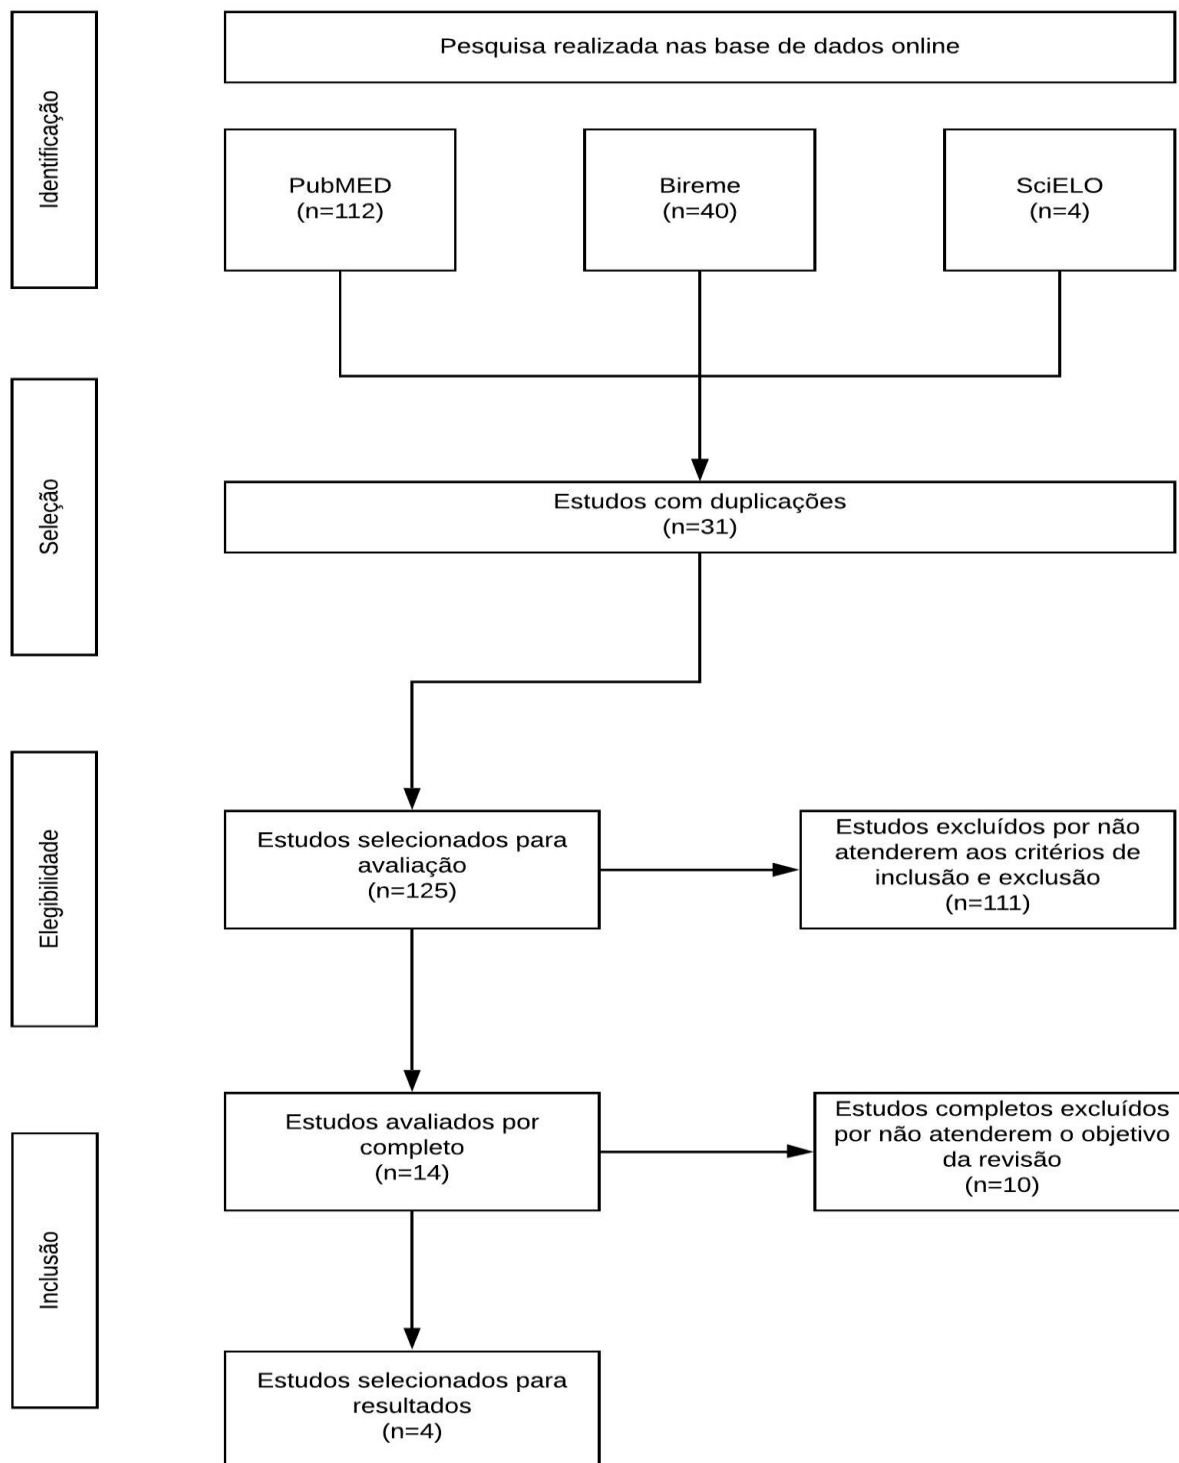 Identificação
Pesquisa realizada nas base de dados online
PubMED
(n=112)
Bireme
(n=40)
SciELO
(n=4)
Seleção
Estudos com duplicações
(n=31)
Elegibilidade
Estudos selecionados para
avaliação
(n=125)
Estudos excluídos por não
atenderem aos critérios de
inclusão e exclusão
(n=111)
Inclusão
Estudos avaliados por
completo
(n=14)
Estudos completos excluídos
por não atenderem o objetivo
da revisão
(n=10)
Estudos selecionados para
resultados
(n=4)